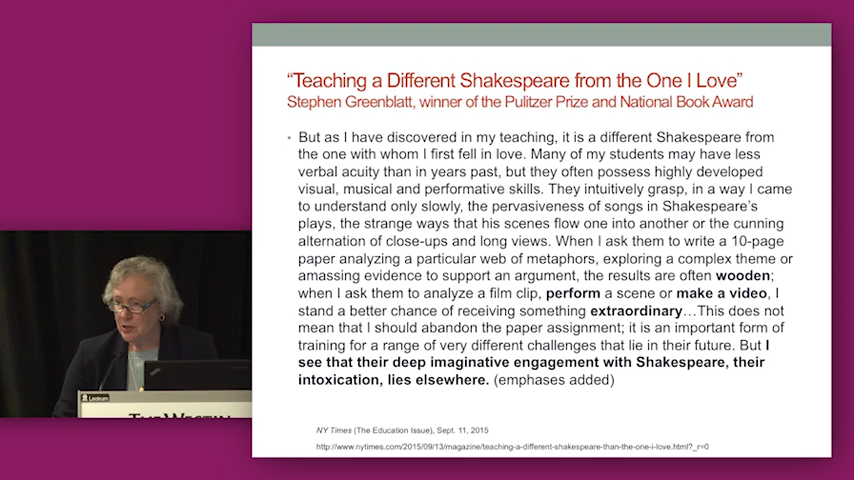 “Teaching a Different Shakespeare from the One I Love”
Stephen Greenblatt, winner of the Pulitzer Prize and National Book Award
• But as I have discovered in my teaching, it is a different Shakespeare from
the one with whom I first fell in love. Many of my students may have less
verbal acuity than in years past, but they often possess highly developed
visual, musical and performative skills. They intuitively grasp, in a way I came
to understand only slowly, the pervasiveness of songs in Shakespeare’s
plays, the strange ways that his scenes flow one into another or the cunning
alternation of close-ups and long views. When I ask them to write a 10-page
paper analyzing a particular web of metaphors, exploring a complex theme or
amassing evidence to support an argument, the results are often wooden;
when I ask them to analyze a film clip, perform a scene or make a video, I
stand a better chance of receiving something extraordinary…This does not
mean that I should abandon the paper assignment; it is an important form of
training for a range of very different challenges that lie in their future. But I
see that their deep imaginative engagement with Shakespeare, their
intoxication, lies elsewhere. (emphases added)
NY Times (The Education Issue), Sept. 11, 2015
http://www.nytimes.com/2015/09/13/magazine/teaching-a-different-shakespeare-than-the-one-i-love.html?_r=0
Lectrum
THE WESTIN